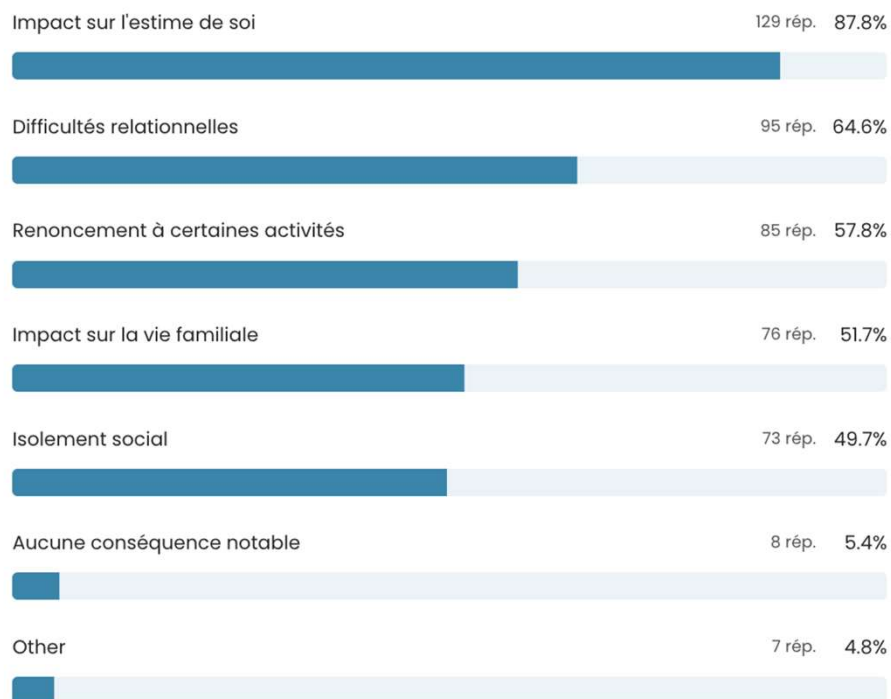 Impact sur l'estime de soi 129 rép. 87.8%
Difficultés relationnelles 95 rép. 64.6%
Renoncement à certaines activités 85 rép. 57.8%
Impact sur la vie familiale 76 rép. 51.7%
Isolement social 73 rép. 49.7%
Aucune conséquence notable 8 rép. 5.4%
Other 7 rép. 4.8%